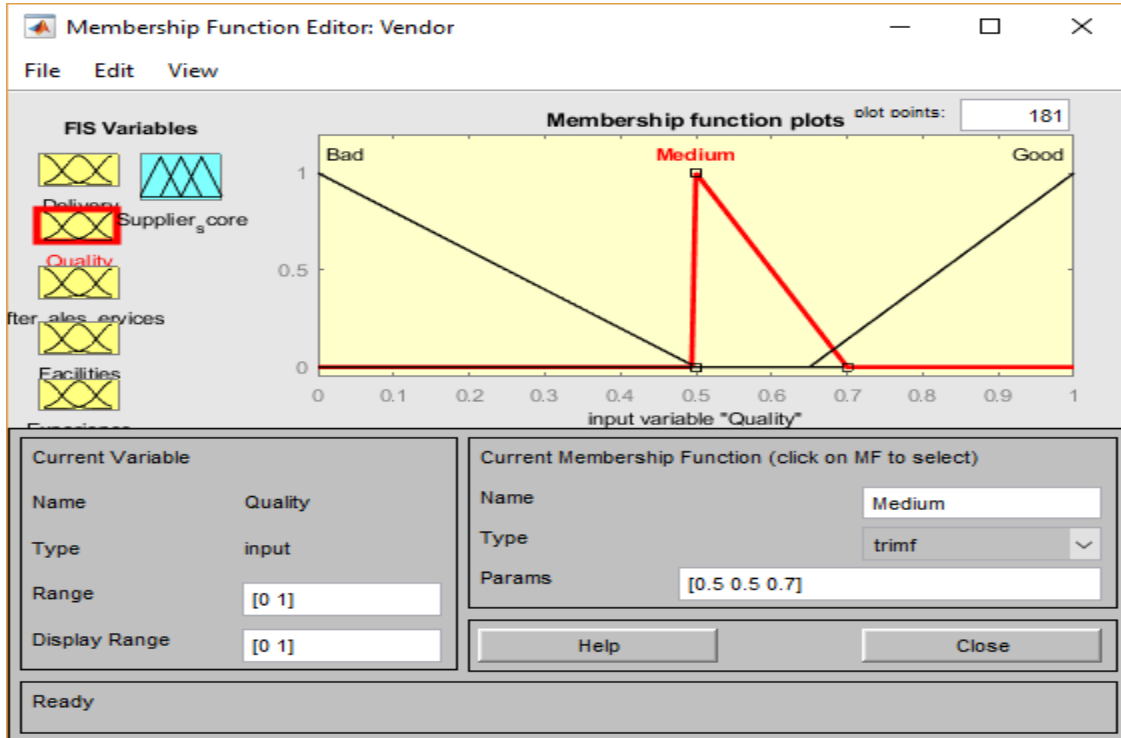 Membership Function Editor: Vendor
File Edit View
FIS Variables
Delivery
Supplier_score
Quality
fter_ales_ervices
Facilities
Membership function plots plot points: 181
Bad Medium Good
1
0.5
0
0 0.1 0.2 0.3 0.4 0.5 0.6 0.7 0.8 0.9 1
input variable "Quality"
Current Variable
Name Quality
Type input
Range [0 1]
Display Range [0 1]
Current Membership Function (click on MF to select)
Name Medium
Type trimf
Params [0.5 0.5 0.7]
Help Close
Ready